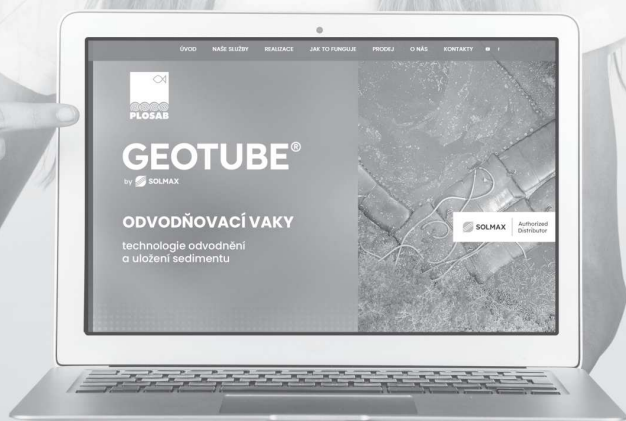 ÚVOD NAŠE SLUŽBY REALIZACE JAK TO FUNGUJE PRODEJ O NÁS KONTAKTY
PLOSAB
GEOTUBE®
by SOLMAX
ODVODŇOVACÍ VAKY
technologie odvodnění
a uložení sedimentu
SOLMAX
Authorized
Distributor